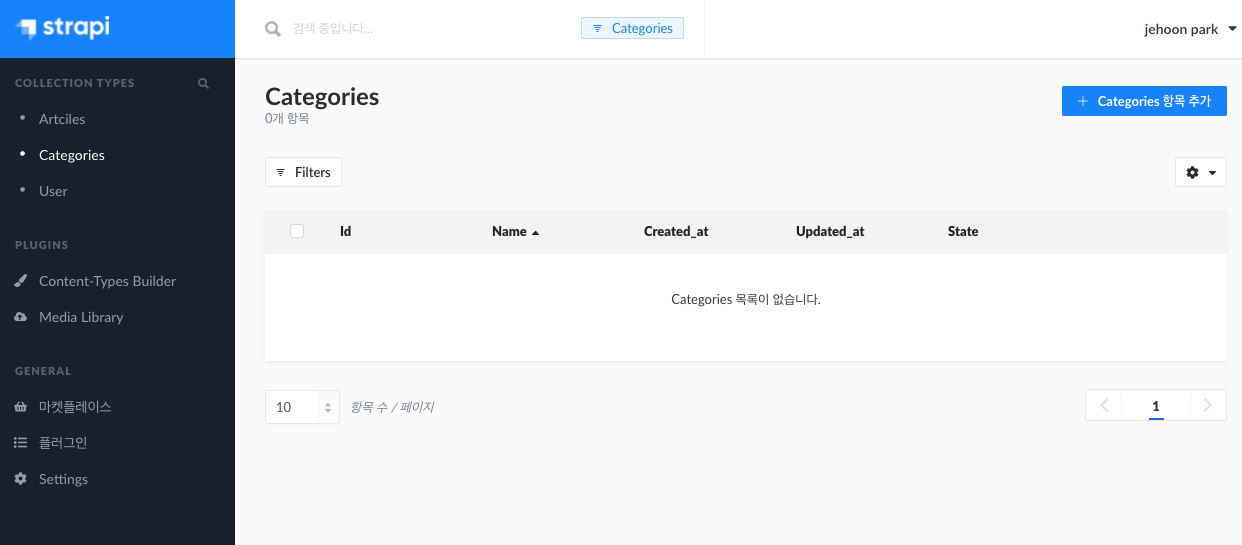 strapi
검색 중입니다...
Categories
jehoon park
COLLECTION TYPES
Artciles
Categories
User
PLUGINS
Content-Types Builder
Media Library
GENERAL
마켓플레이스
플러그인
Settings
Categories
0개 항목
Categories 항목 추가
Filters
Id Name Created_at Updated_at State
Categories 목록이 없습니다.
10 항목 수 / 페이지
1